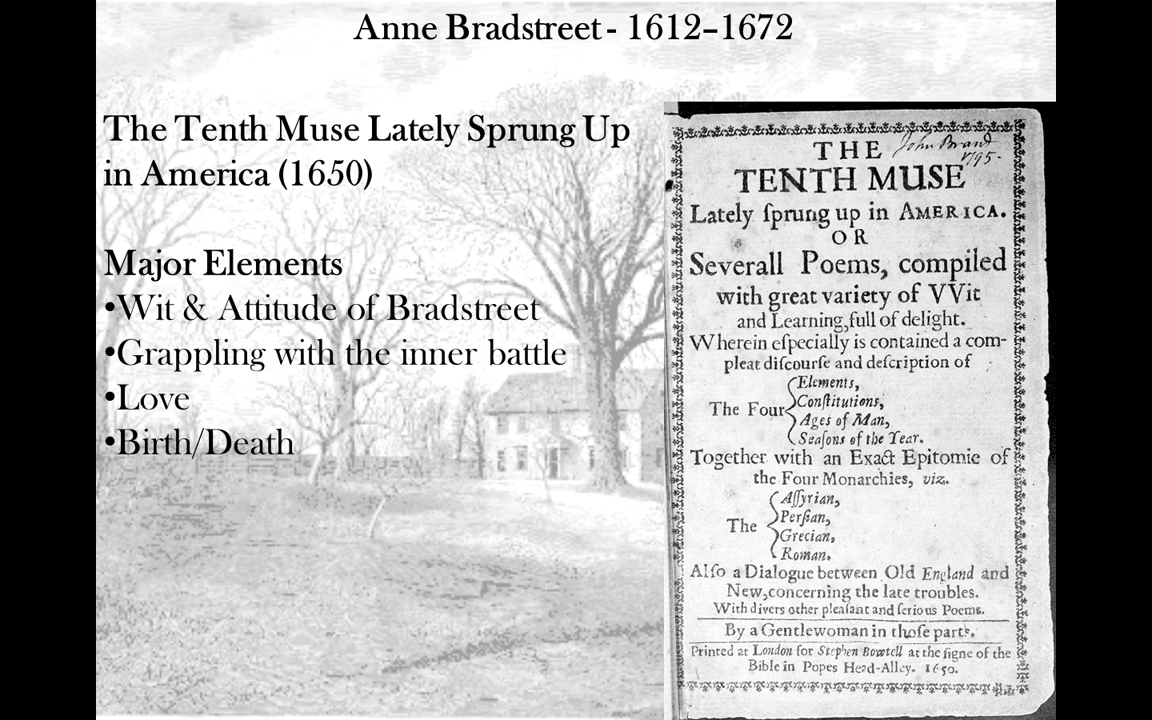 Anne Bradstreet - 1612–1672
The Tenth Muse Lately Sprung Up
in America (1650)
Major Elements
•Wit & Attitude of Bradstreet
•Grappling with the inner battle
•Love
•Birth/Death
THE
John Brand
1795.
TENTH MUSE
Lately ſprung up in AMERICA.
OR
Severall Poems, compiled
with great variety of VVit
and Learning, full of delight.
Wherein eſpecially is contained a com-
pleat diſcourſe and deſcription of
The Four
Elements,
Conſtitutions,
Ages of Man,
Seaſons of the Year.
Together with an Exact Epitomie of
the Four Monarchies, viz.
The
Aſſyrian,
Perſian,
Grecian,
Roman.
Alſo a Dialogue between Old England and
New, concerning the late troubles.
With divers other pleaſant and ſerious Poems.
By a Gentlewoman in thoſe parts.
Printed at London for Stephen Bowtell at the ſigne of the
Bible in Popes Head-Alley. 1650.